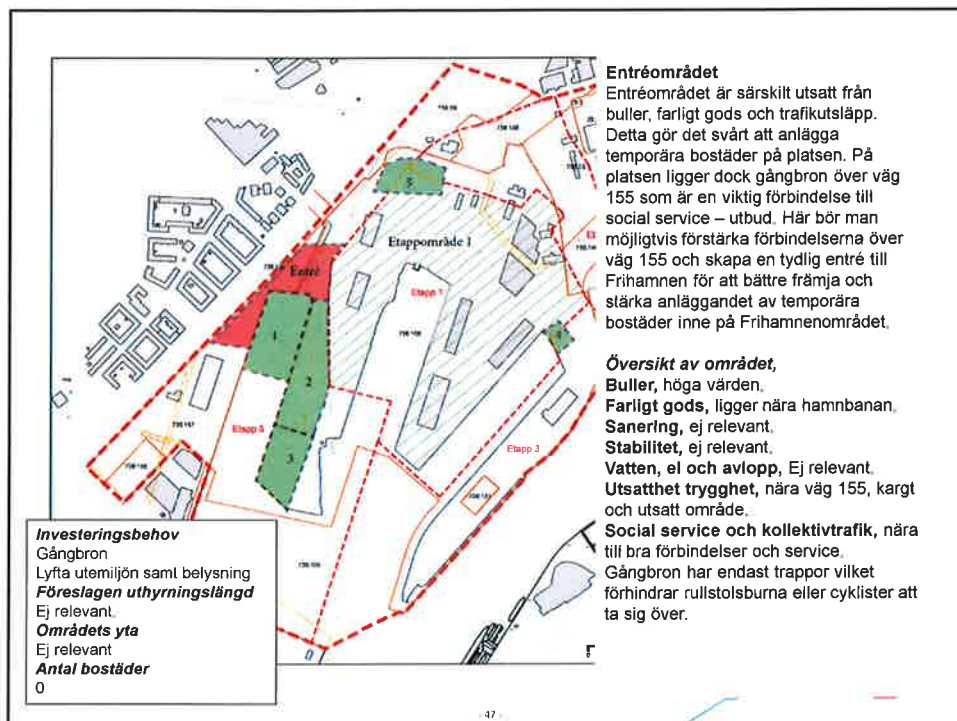 Entréområdet
Entréområdet är särskilt utsatt från
buller, farligt gods och trafikutsläpp.
Detta gör det svårt att anlägga
temporära bostäder på platsen. På
platsen ligger dock gångbron över väg
155 som är en viktig förbindelse till
social service – utbud. Här bör man
möjligtvis förstärka förbindelserna över
väg 155 och skapa en tydlig entré till
Frihamnen för att bättre främja och
stärka anläggandet av temporära
bostäder inne på Frihamnenområdet.
Översikt av området,
Buller, höga värden.
Farligt gods, ligger nära hamnbanan.
Sanering, ej relevant.
Stabilitet, ej relevant.
Vatten, el och avlopp, Ej relevant.
Utsatthet trygghet, nära väg 155, kargt
och utsatt område.
Social service och kollektivtrafik, nära
till bra förbindelser och service.
Gångbron har endast trappor vilket
förhindrar rullstolsburna eller cyklister att
ta sig över.
5
Etappområde 1
Entré
Etapp 1
1
2
3
Etapp 5
Etapp 3
Investeringsbehov
Gångbron
Lyfta utemiljön samt belysning
Föreslagen uthyrningslängd
Ej relevant.
Områdets yta
Ej relevant
Antal bostäder
0
- 47 -